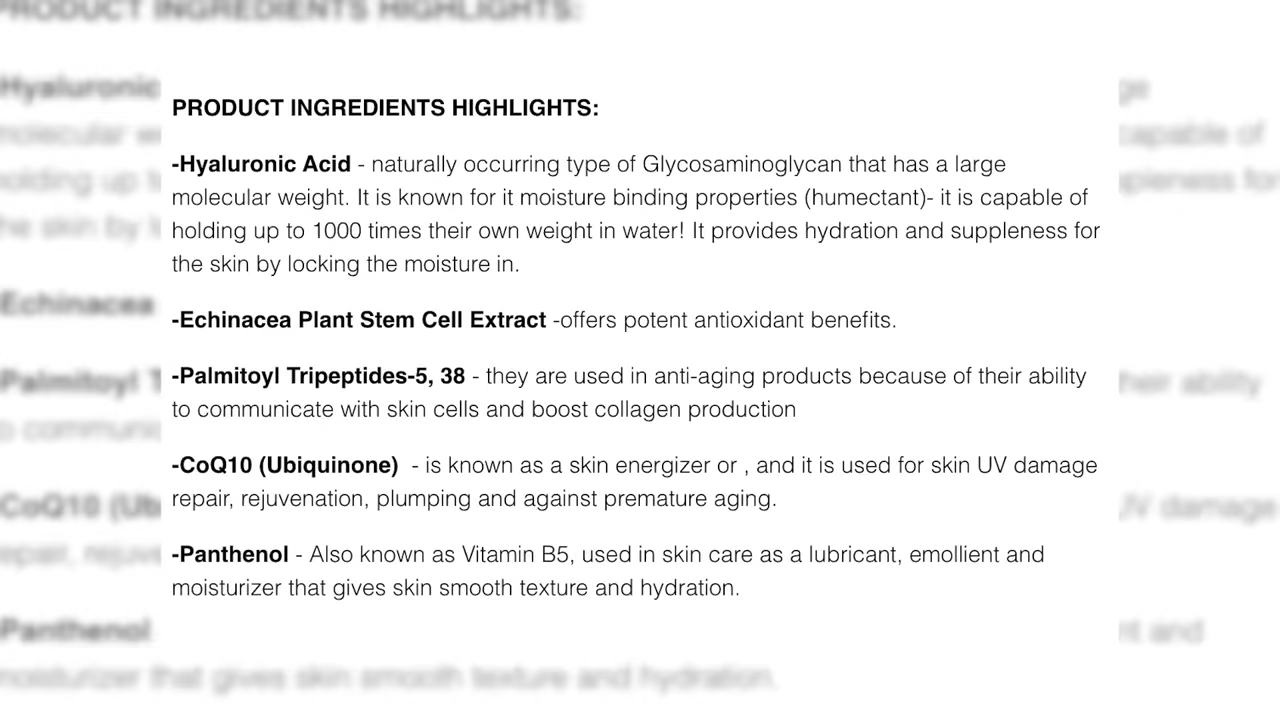 PRODUCT INGREDIENTS HIGHLIGHTS:
-Hyaluronic Acid - naturally occurring type of Glycosaminoglycan that has a large
molecular weight. It is known for it moisture binding properties (humectant)- it is capable of
holding up to 1000 times their own weight in water! It provides hydration and suppleness for
the skin by locking the moisture in.
-Echinacea Plant Stem Cell Extract -offers potent antioxidant benefits.
-Palmitoyl Tripeptides-5, 38 - they are used in anti-aging products because of their ability
to communicate with skin cells and boost collagen production
-CoQ10 (Ubiquinone)  - is known as a skin energizer or , and it is used for skin UV damage
repair, rejuvenation, plumping and against premature aging.
-Panthenol - Also known as Vitamin B5, used in skin care as a lubricant, emollient and
moisturizer that gives skin smooth texture and hydration.